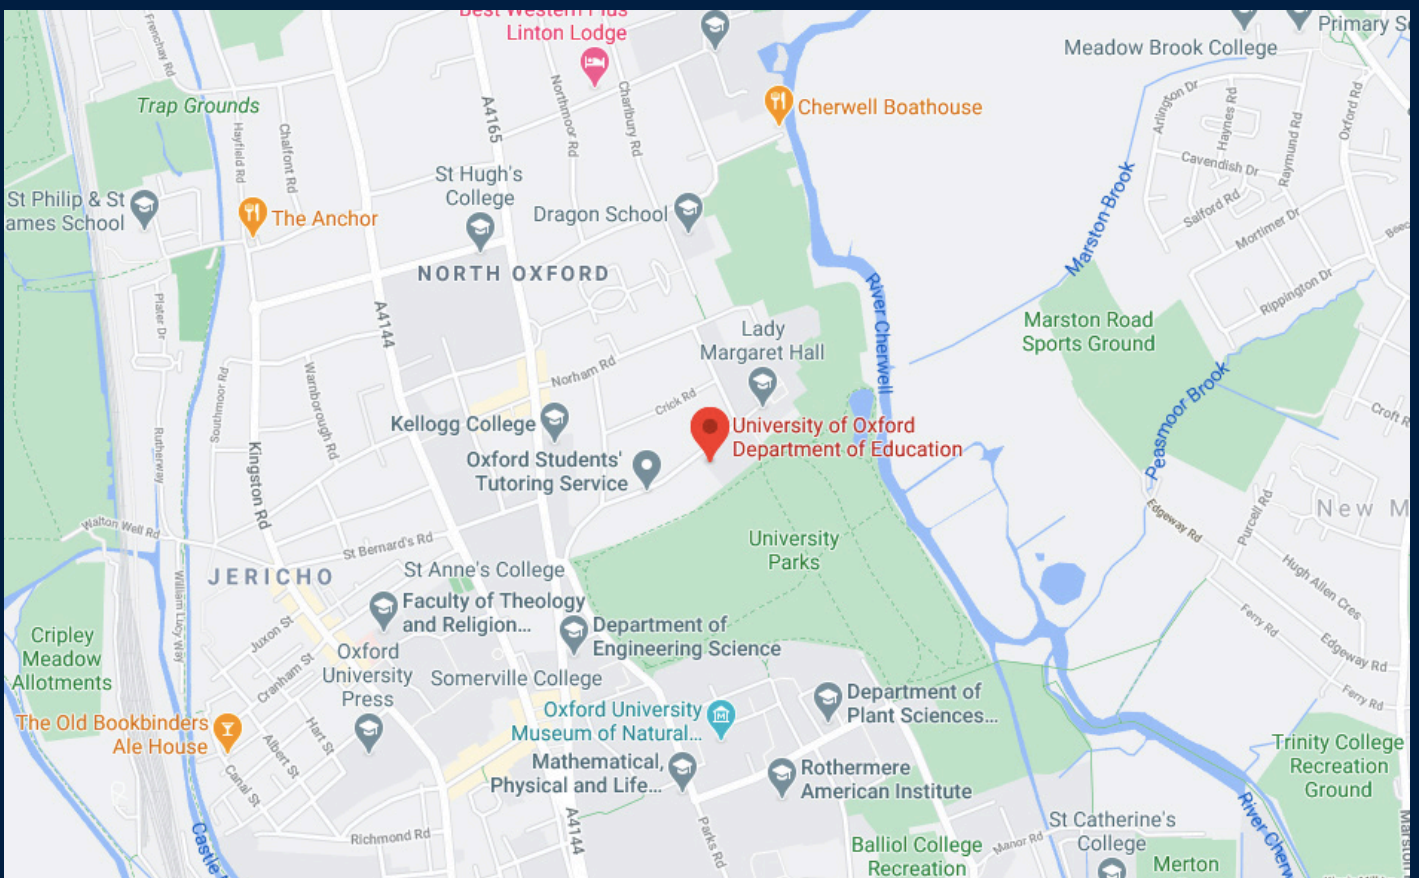 Best Western Plus
Linton Lodge
Primary S
Meadow Brook College
Frenchay Rd
Trap Grounds
A4165
Northmoor Rd
Charlbury Rd
Cherwell Boathouse
Arlington Dr
Haynes Rd
Raymund Rd
Oxford Rd
Hayfield Rd
Chalfont Rd
Cavendish Dr
St Hugh's
College
Dragon School
St Philip & St
ames School
The Anchor
Marston Brook
Salford Rd
Mortimer Dr
Beec
NORTH OXFORD
River Cherwell
Rippington Dr
Plater Dr
A4144
Marston Road
Sports Ground
Lady
Margaret Hall
Southmoor Rd
Warnborough Rd
Norham Rd
Crick Rd
Peasmoor Brook
Croft R
Kellogg College
University of Oxford
Department of Education
Rutherway
Kingston Rd
Oxford Students'
Tutoring Service
Walton Well Rd
Edgeway Rd
Purcell Rd
New M
St Bernard's Rd
University
Parks
JERICHO
St Anne's College
Hugh Allen Cres
William Lucy Way
Faculty of Theology
and Religion...
Department of
Engineering Science
Ferry Rd
Edgeway Rd
Cripley
Meadow
Allotments
Juxon St
Oxford
University
Press
Cranham St
Somerville College
Ferry Rd
Department of
Plant Sciences...
The Old Bookbinders
Ale House
Hart St
Albert St
Oxford University
Museum of Natural...
Trinity College
Recreation
Ground
Canal St
Mathematical,
Physical and Life...
Rothermere
American Institute
Castle
Richmond Rd
A4144
Parks Rd
Balliol College
Recreation
Manor Rd
St Catherine's
College
Merton
River Cherw
Marston